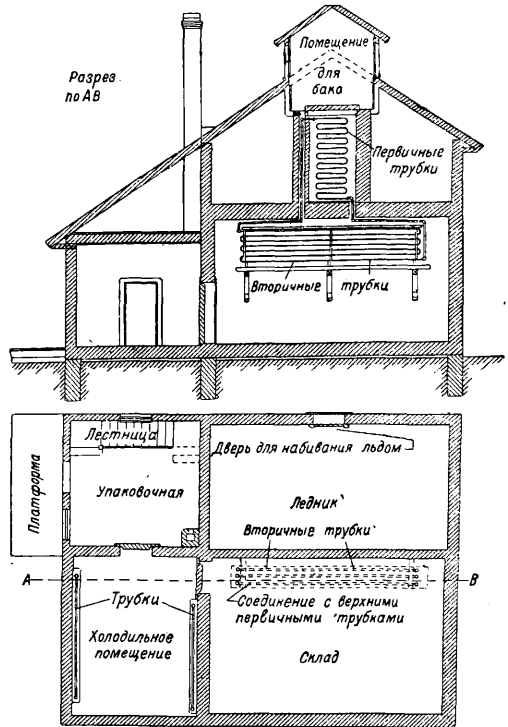 Разрез
по АВ
Помещение
для
бака
Первичные
трубки
Вторичные трубки
Лестница
Платформа
Упаковочная
Дверь для набивания льдом
Ледник
Вторичные трубки
А
В
Трубки
Соединение с верхними
первичными трубками
Холодильное
помещение
Склад